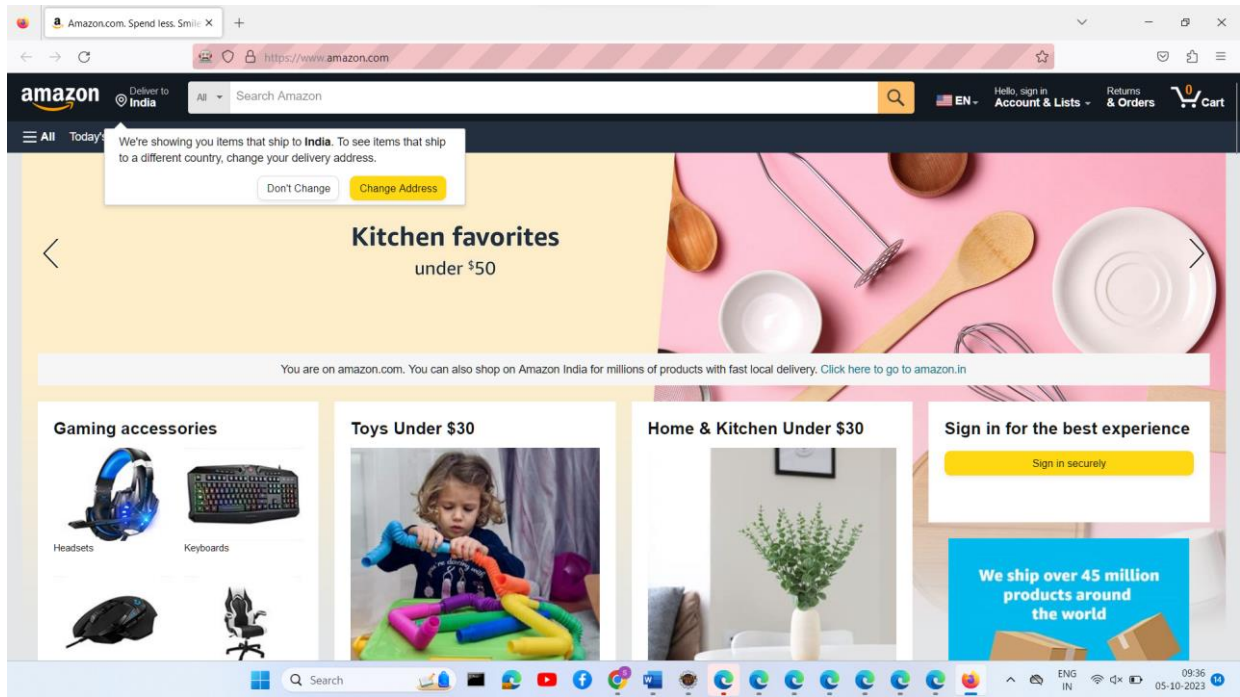 Amazon.com. Spend less. Smile
https://www.amazon.com
amazon
Deliver to
India
All
Search Amazon
EN
Hello, sign in
Account & Lists
Returns
& Orders
0
Cart
All
Today's
We're showing you items that ship to India. To see items that ship
to a different country, change your delivery address.
Don't Change
Change Address
Kitchen favorites
under $50
You are on amazon.com. You can also shop on Amazon India for millions of products with fast local delivery. Click here to go to amazon.in
Gaming accessories
Headsets
Keyboards
Toys Under $30
Home & Kitchen Under $30
Sign in for the best experience
Sign in securely
We ship over 45 million
products around
the world
Search
ENG
IN
09:36
05-10-2023
14